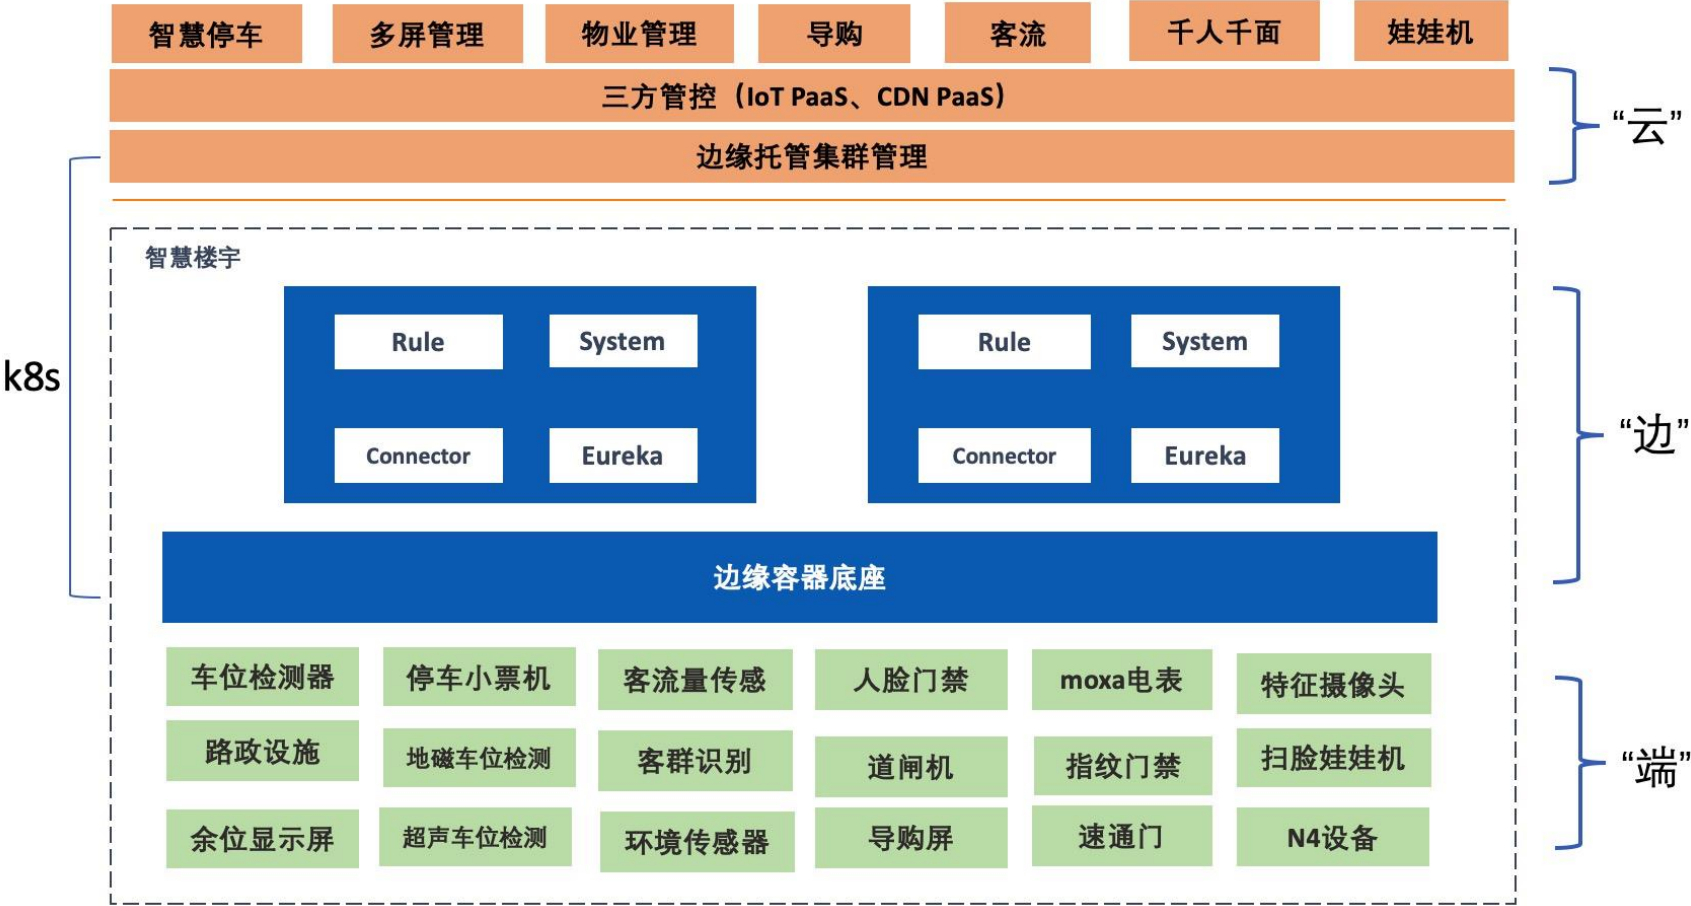 智慧停车
多屏管理
物业管理
导购
客流
千人千面
娃娃机
三方管控（IoT PaaS、CDN PaaS）
“云”
边缘托管集群管理
智慧楼宇
k8s
Rule
System
Connector
Eureka
Rule
System
Connector
Eureka
“边”
边缘容器底座
车位检测器
停车小票机
客流量传感
人脸门禁
moxa电表
特征摄像头
路政设施
地磁车位检测
客群识别
道闸机
指纹门禁
扫脸娃娃机
“端”
余位显示屏
超声车位检测
环境传感器
导购屏
速通门
N4设备